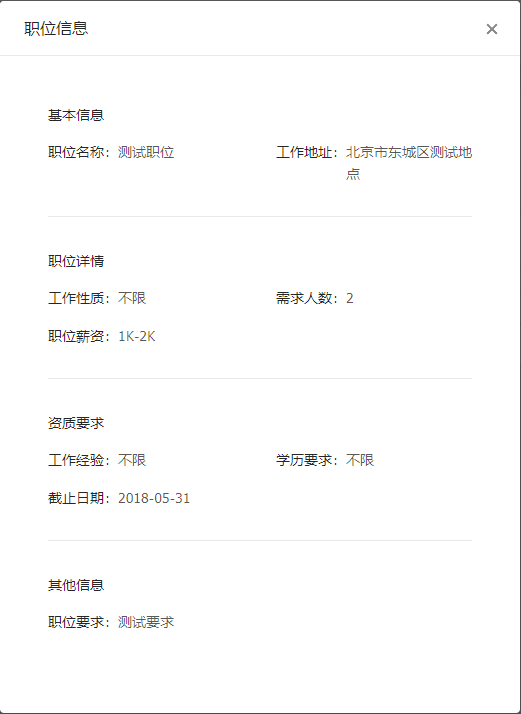 职位信息
基本信息
职位名称：测试职位
工作地址：北京市东城区测试地
点
职位详情
工作性质：不限
需求人数：2
职位薪资：1K-2K
资质要求
工作经验：不限
学历要求：不限
截止日期：2018-05-31
其他信息
职位要求：测试要求